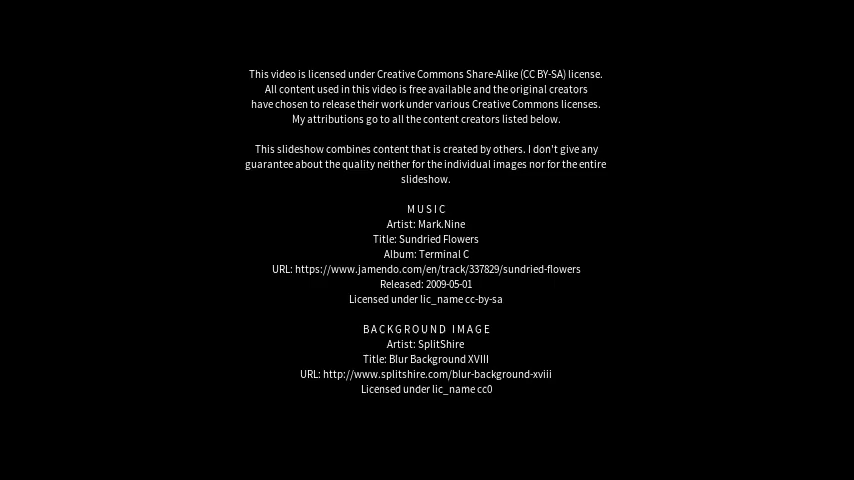 This video is licensed under Creative Commons Share-Alike (CC BY-SA) license.
All content used in this video is free available and the original creators
have chosen to release their work under various Creative Commons licenses.
My attributions go to all the content creators listed below.
This slideshow combines content that is created by others. I don't give any
guarantee about the quality neither for the individual images nor for the entire
slideshow.
MUSIC
Artist: Mark.Nine
Title: Sundried Flowers
Album: Terminal C
URL: https://www.jamendo.com/en/track/337829/sundried-flowers
Released: 2009-05-01
Licensed under lic_name cc-by-sa
BACKGROUND IMAGE
Artist: SplitShire
Title: Blur Background XVIII
URL: http://www.splitshire.com/blur-background-xviii
Licensed under lic_name cc0